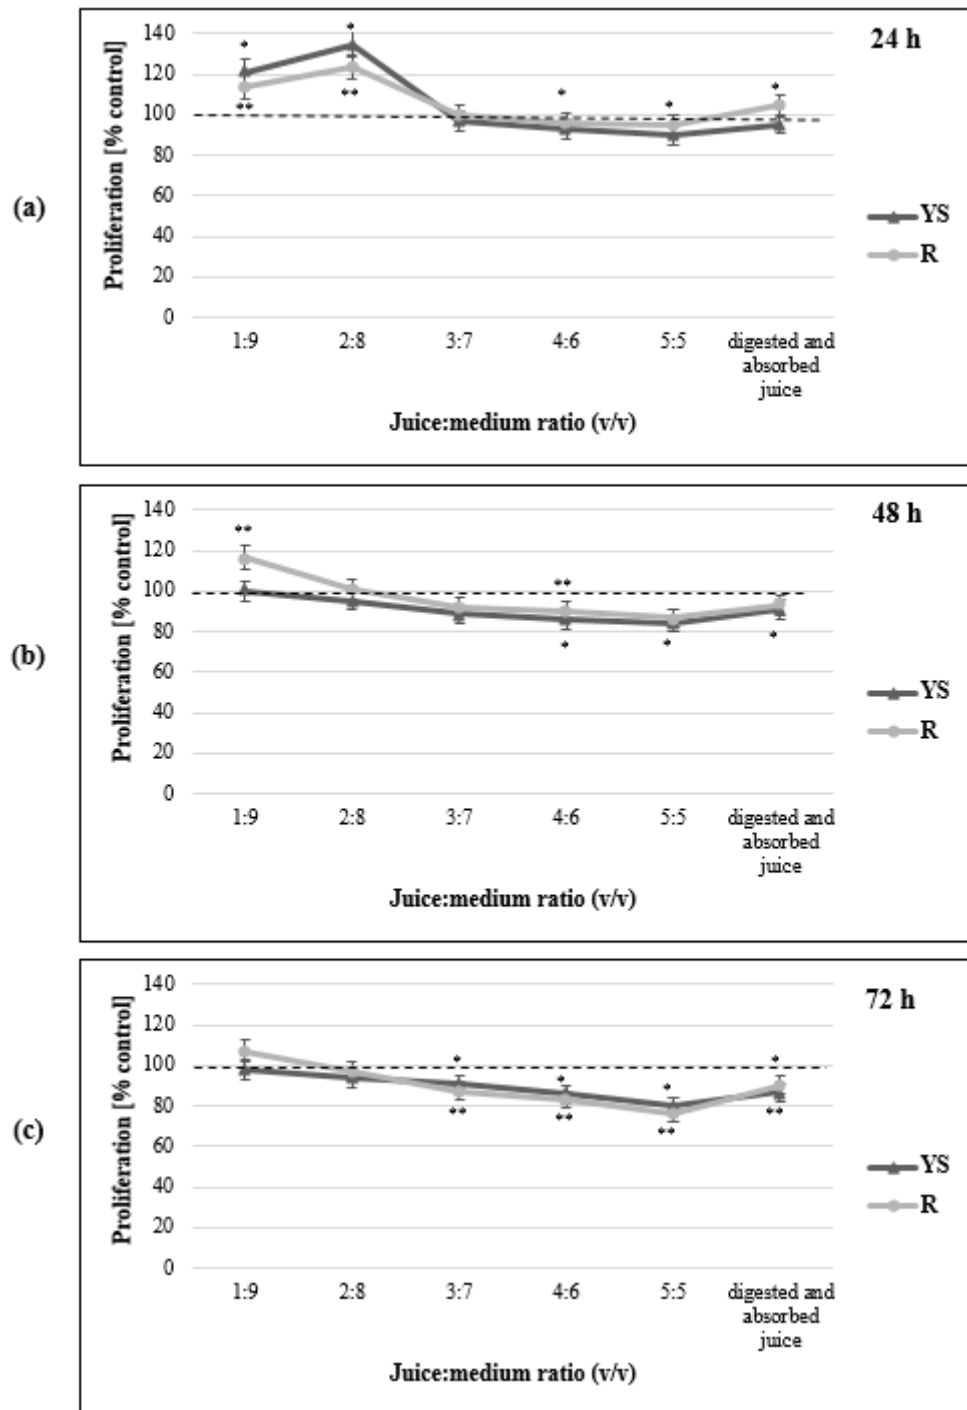 (a)
24 h
Proliferation [% control]
140
120
100
80
60
40
20
0
* * * * *
** **
1:9 2:8 3:7 4:6 5:5 digested and
absorbed
juice
Juice:medium ratio (v/v)
YS
R
(b)
48 h
Proliferation [% control]
140
120
100
80
60
40
20
0
** **
* * *
1:9 2:8 3:7 4:6 5:5 digested and
absorbed
juice
Juice:medium ratio (v/v)
YS
R
(c)
72 h
Proliferation [% control]
140
120
100
80
60
40
20
0
* * * *
** ** ** **
1:9 2:8 3:7 4:6 5:5 digested and
absorbed
juice
Juice:medium ratio (v/v)
YS
R